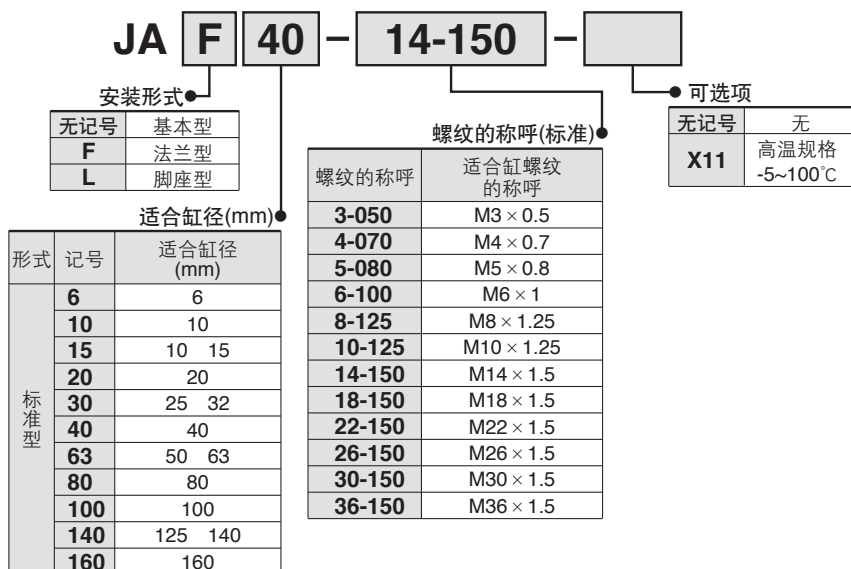 JA F 40 – 14-150 –
安装形式
无记号 基本型
F 法兰型
L 脚座型
适合缸径(mm)
形式 记号 适合缸径
(mm)
标准型
6 6
10 10
15 10 15
20 20
30 25 32
40 40
63 50 63
80 80
100 100
140 125 140
160 160
螺纹的称呼(标准)
螺纹的称呼 适合缸螺纹
的称呼
3-050 M3×0.5
4-070 M4×0.7
5-080 M5×0.8
6-100 M6×1
8-125 M8×1.25
10-125 M10×1.25
14-150 M14×1.5
18-150 M18×1.5
22-150 M22×1.5
26-150 M26×1.5
30-150 M30×1.5
36-150 M36×1.5
可选项
无记号 无
X11 高温规格
-5~100℃